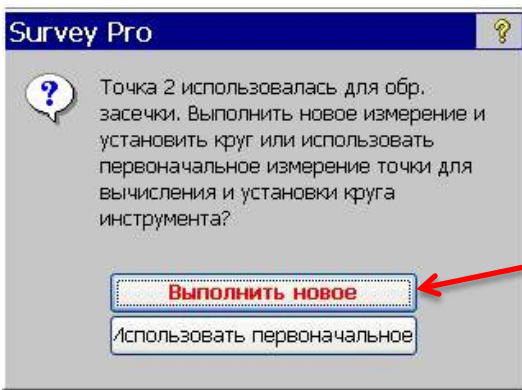 Survey Pro
?
?
Точка 2 использовалась для обр.
засечки. Выполнить новое измерение и
установить круг или использовать
первоначальное измерение точки для
вычисления и установки круга
инструмента?
Выполнить новое
Использовать первоначальное